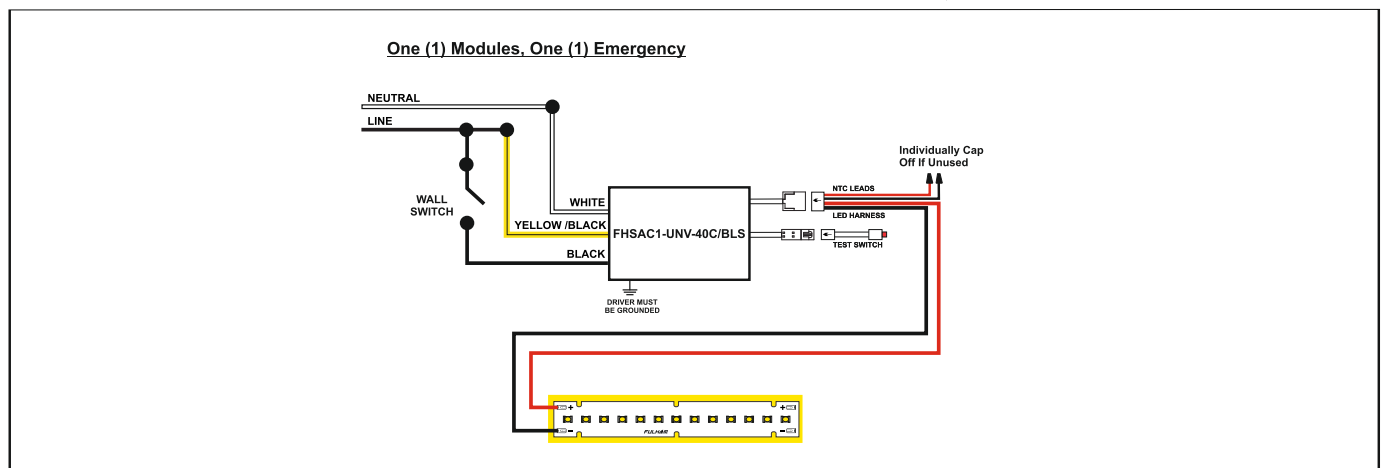 One (1) Modules, One (1) Emergency
NEUTRAL
LINE
Individually Cap
Off If Unused
NTC LEADS
WALL
SWITCH
WHITE
LED HARNESS
YELLOW /BLACK
FHSAC1-UNV-40C/BLS
TEST SWITCH
BLACK
DRIVER MUST
BE GROUNDED
+ +
- FULHAM -